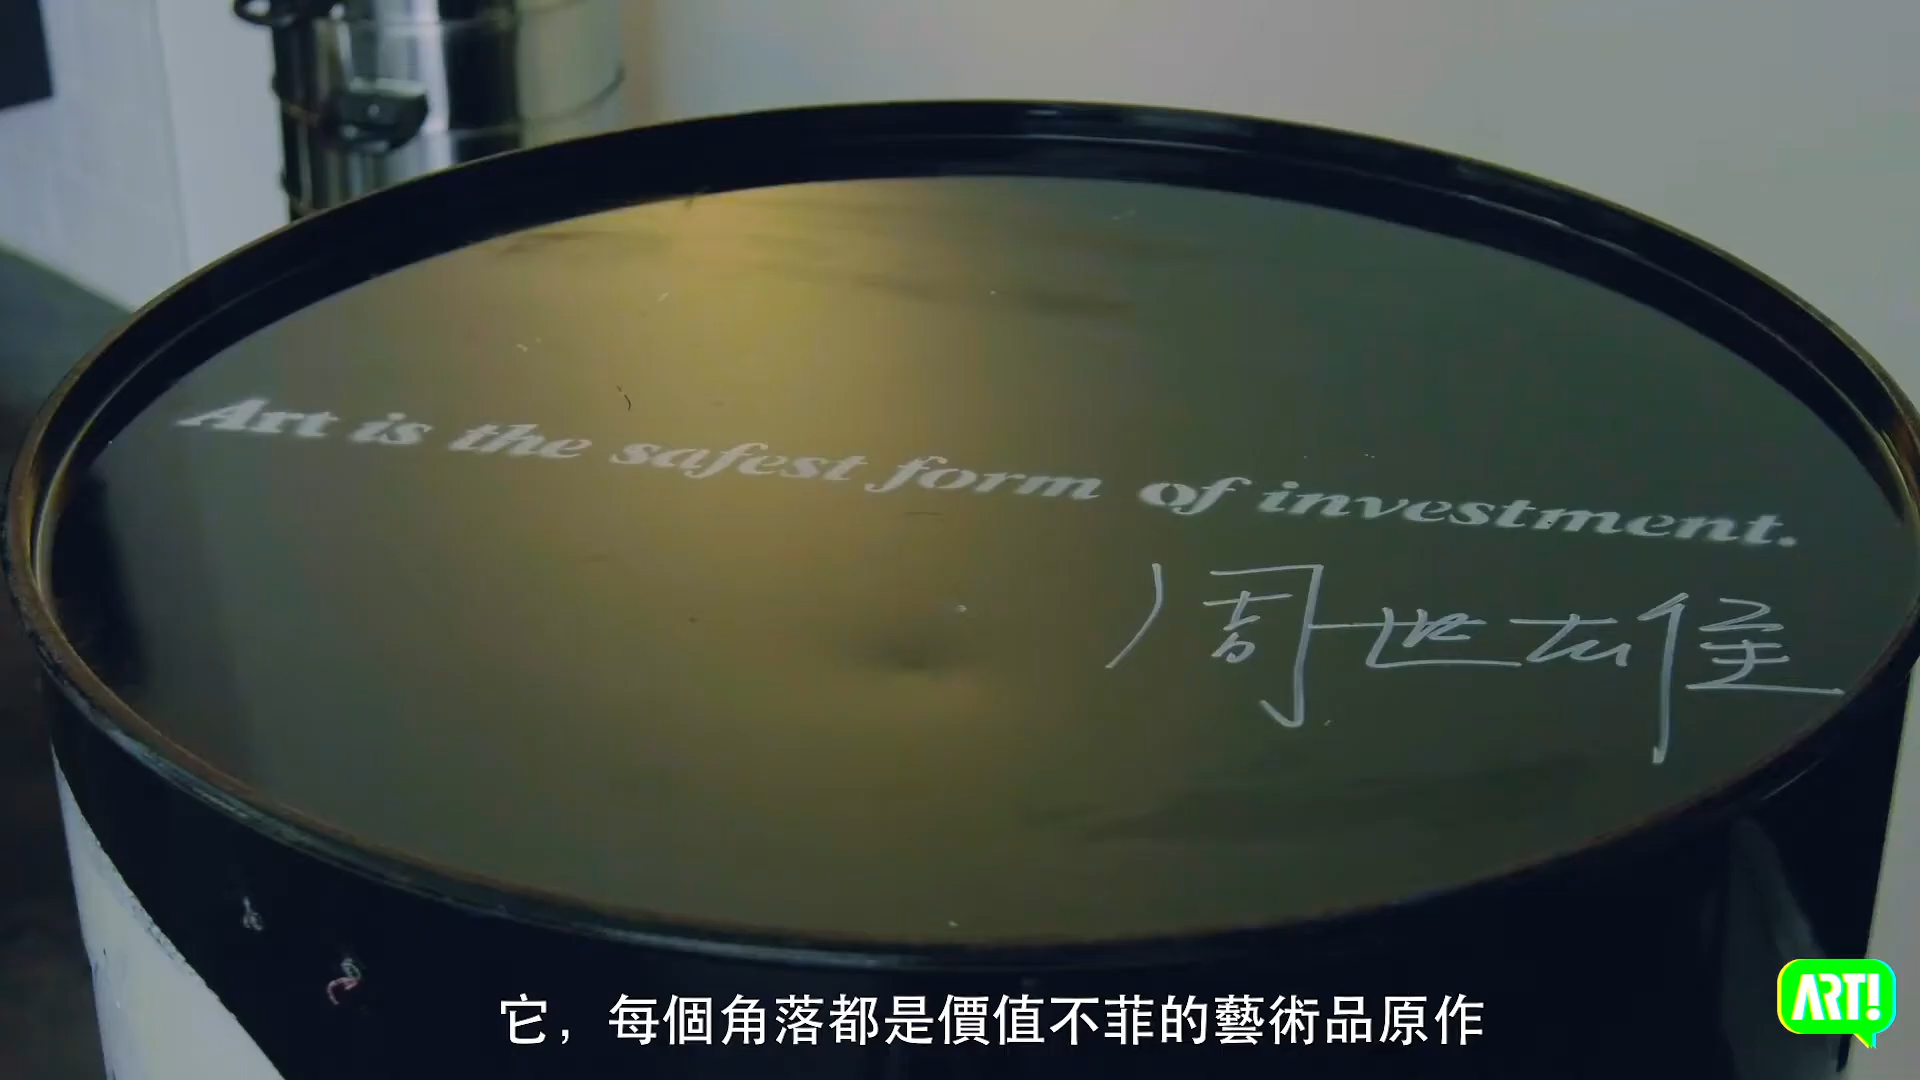 Art is the safest form of investment.
周世雄
它，每個角落都是價值不菲的藝術品原作
ART!